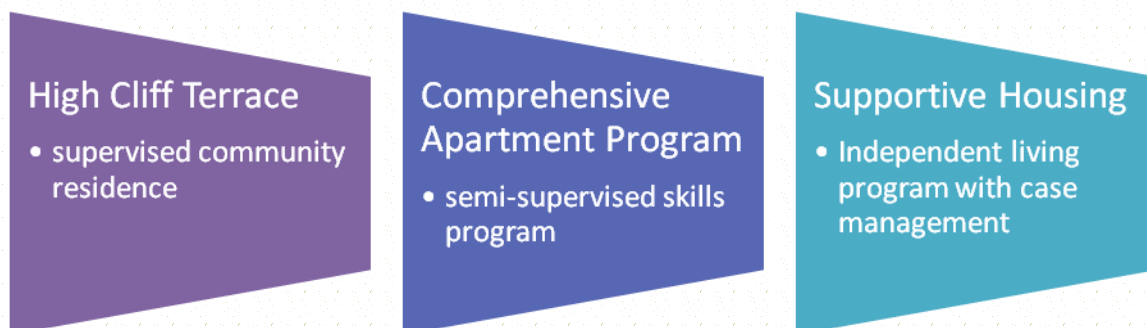 High Cliff Terrace
• supervised community
residence
Comprehensive
Apartment Program
• semi-supervised skills
program
Supportive Housing
• Independent living
program with case
management